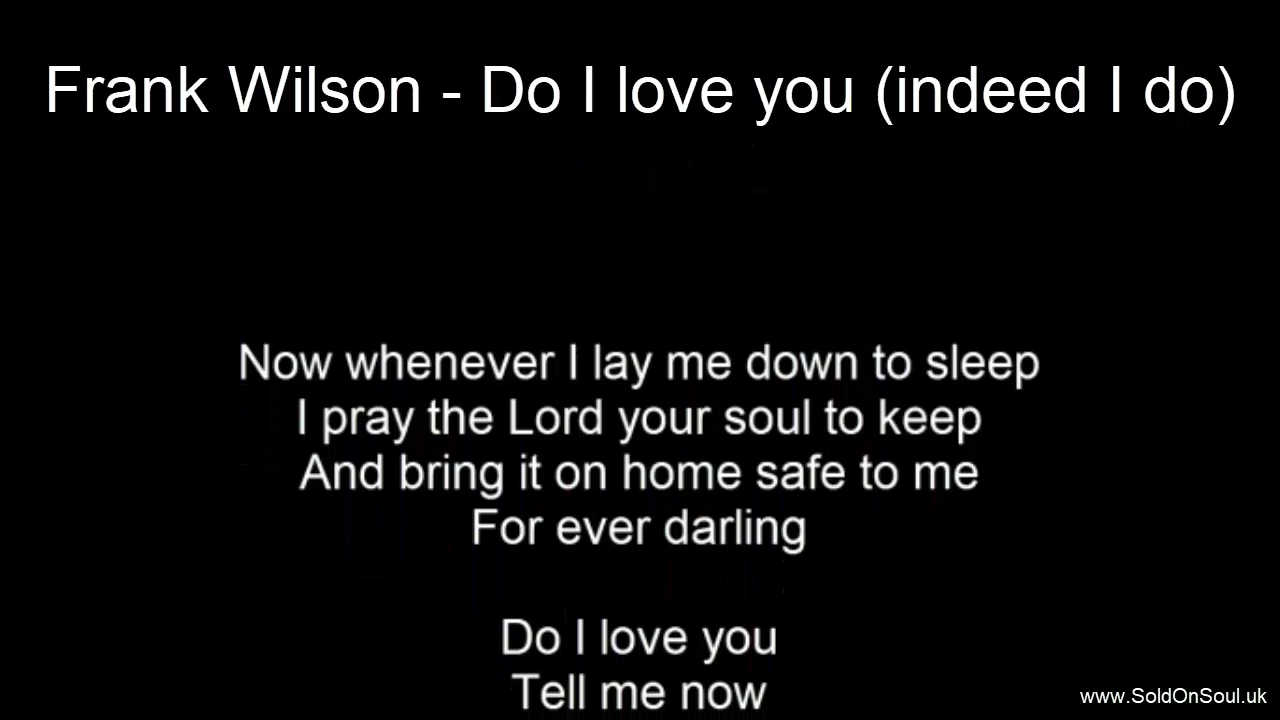 Frank Wilson - Do I love you (indeed I do)
Now whenever I lay me down to sleep
I pray the Lord your soul to keep
And bring it on home safe to me
For ever darling
Do I love you
Tell me now
www.SoldOnSoul.uk